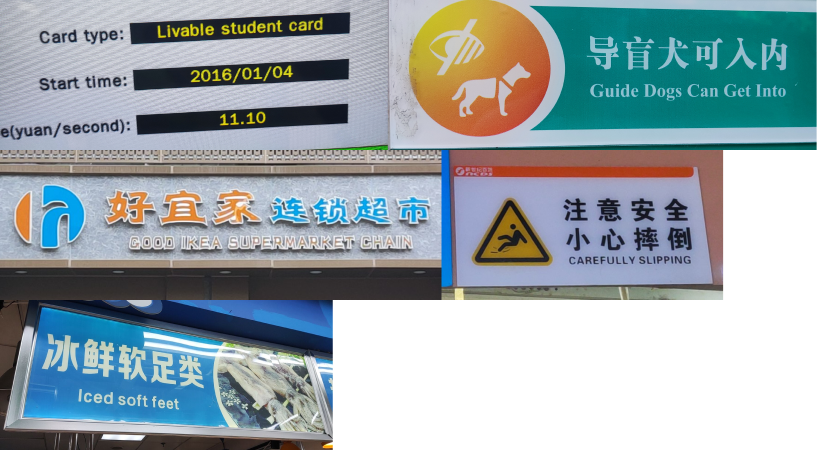 Card type: Livable student card
Start time: 2016/01/04
e(yuan/second): 11.10
导盲犬可入内
Guide Dogs Can Get Into
好宜家 连锁超市
GOOD IKEA SUPERMARKET CHAIN
注意安全
小心摔倒
CAREFULLY SLIPPING
冰鲜软足类
Iced soft feet